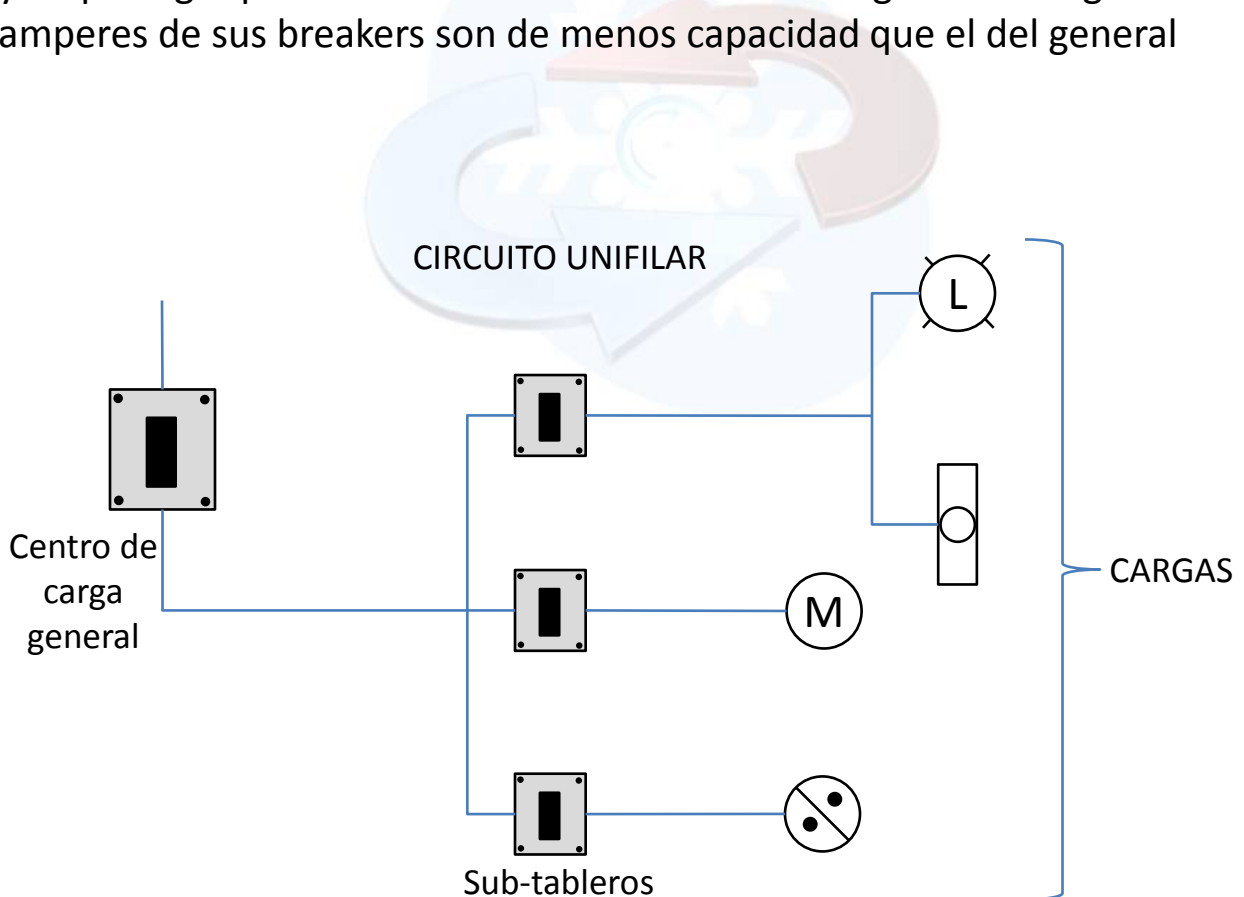 amperes de sus breakers son de menos capacidad que el del general
CIRCUITO UNIFILAR
L
Centro de
carga
general
M
CARGAS
Sub-tableros